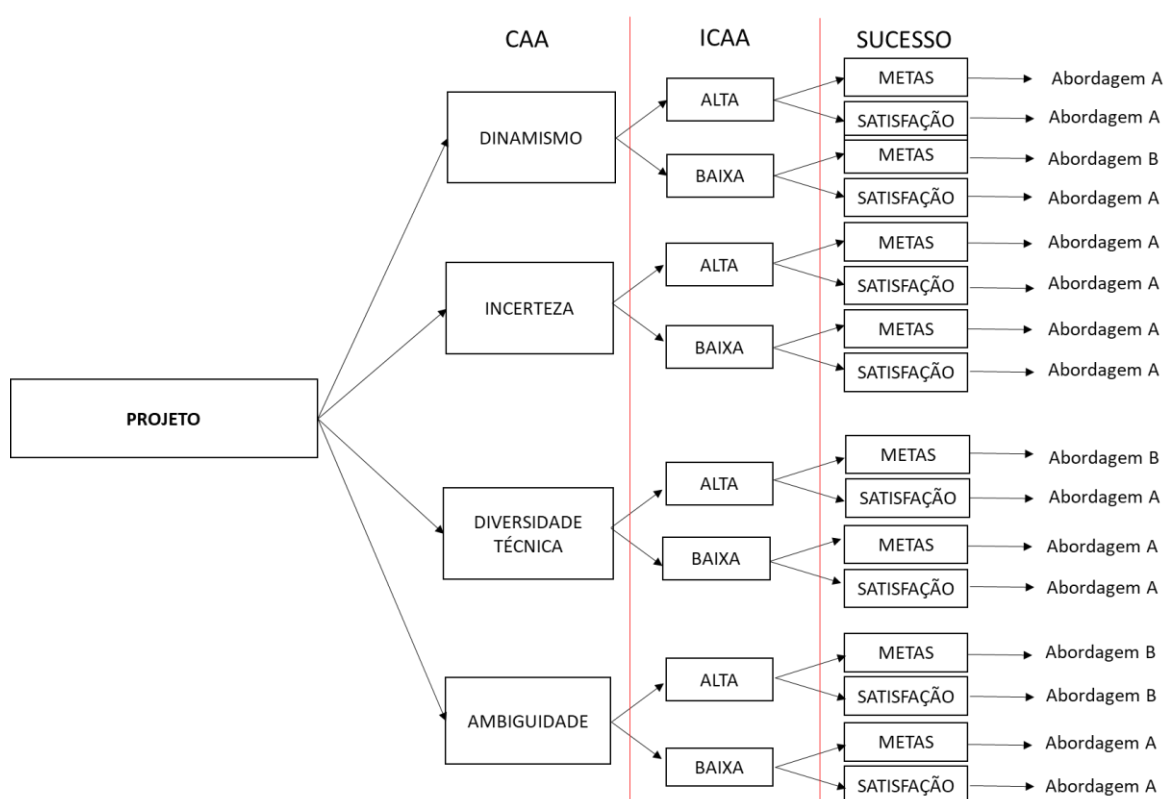 CAA
ICAA
SUCESSO
DINAMISMO
ALTA
METAS
Abordagem A
SATISFAÇÃO
Abordagem A
BAIXA
METAS
Abordagem B
SATISFAÇÃO
Abordagem A
INCERTEZA
ALTA
METAS
Abordagem A
SATISFAÇÃO
Abordagem A
BAIXA
METAS
Abordagem A
SATISFAÇÃO
Abordagem A
PROJETO
DIVERSIDADE
TÉCNICA
ALTA
METAS
Abordagem B
SATISFAÇÃO
Abordagem A
BAIXA
METAS
Abordagem A
SATISFAÇÃO
Abordagem A
AMBIGUIDADE
ALTA
METAS
Abordagem B
SATISFAÇÃO
Abordagem B
BAIXA
METAS
Abordagem A
SATISFAÇÃO
Abordagem A